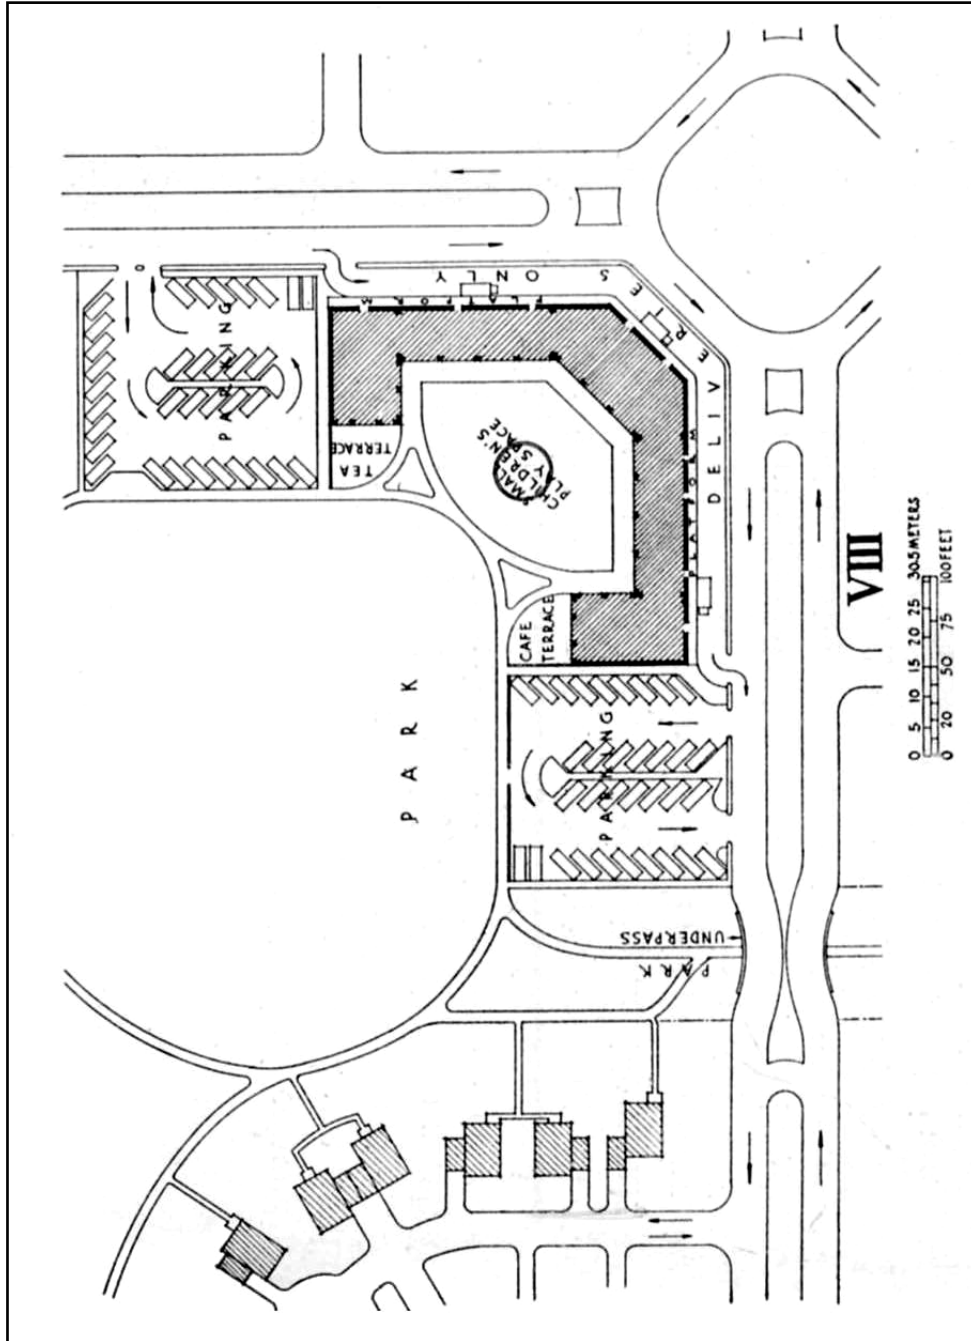 DELIVERIES ONLY
PLATFORM
PLATFORM
PARKING
TEA
TERRACE
SMALL
CHILDREN'S
PLAY SPACE
CAFE
TERRACE
PARK
PARKING
UNDERPASS
PARK
VIII
0 5 10 15 20 25 30.5 METERS
0 20 50 75 100 FEET